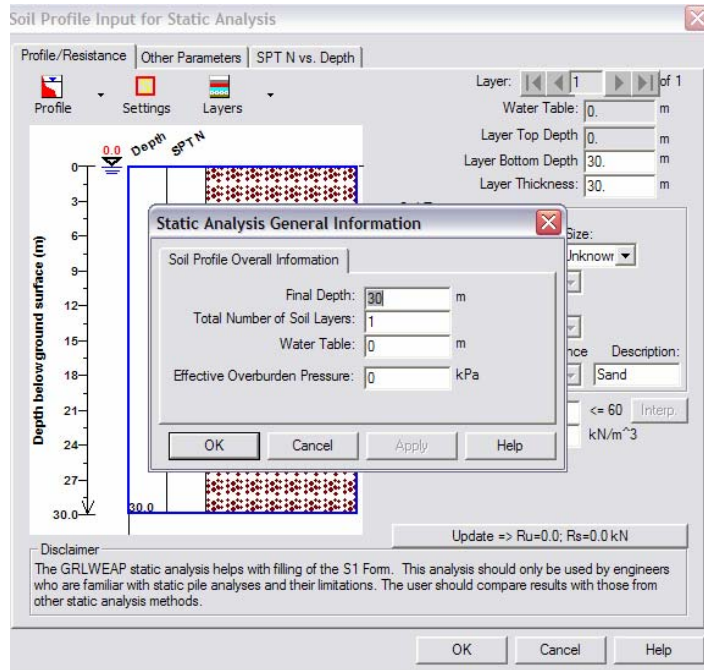 Soil Profile Input for Static Analysis
Profile/Resistance Other Parameters SPT N vs. Depth
Profile Settings Layers
Layer: 1 of 1
Water Table: 0. m
Layer Top Depth 0. m
Layer Bottom Depth 30. m
Layer Thickness: 30. m
0.0 Depth SPT N
Depth below ground surface (m)
0
3
6
9
12
15
18
21
24
27
30.0
30.0
Static Analysis General Information
Soil Profile Overall Information
Final Depth: 30 m
Total Number of Soil Layers: 1
Water Table: 0 m
Effective Overburden Pressure: 0 kPa
OK Cancel Apply Help
Size:
Description:
Sand
<= 60 Interp.
kN/m^3
Update => Ru=0.0; Rs=0.0 kN
Disclaimer
The GRLWEAP static analysis helps with filling of the S1 Form. This analysis should only be used by engineers
who are familiar with static pile analyses and their limitations. The user should compare results with those from
other static analysis methods.
OK Cancel Help